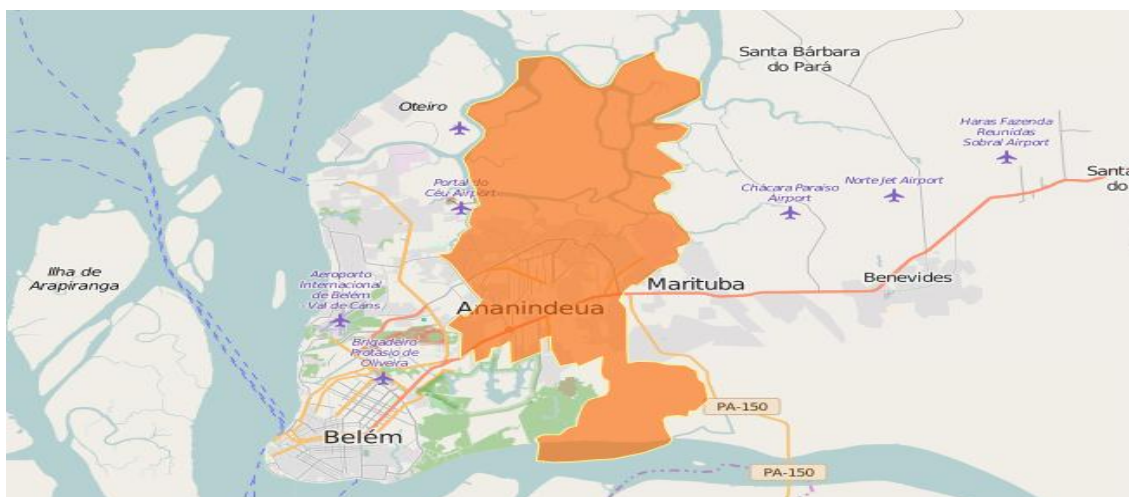 Santa Bárbara
do Pará
Oteiro
Haras Fazenda
Reunidas
Sobral Airport
Portal do
Céu Airport
Chácara Paraíso
Airport
Norte Jet Airport
Santa
do
Ilha de
Arapiranga
Aeroporto
Internacional
de Belém
- Val de Cans
Marituba
Benevides
Ananindeua
Brigadeiro
Protásio de
Oliveira
PA-150
Belém
PA-150